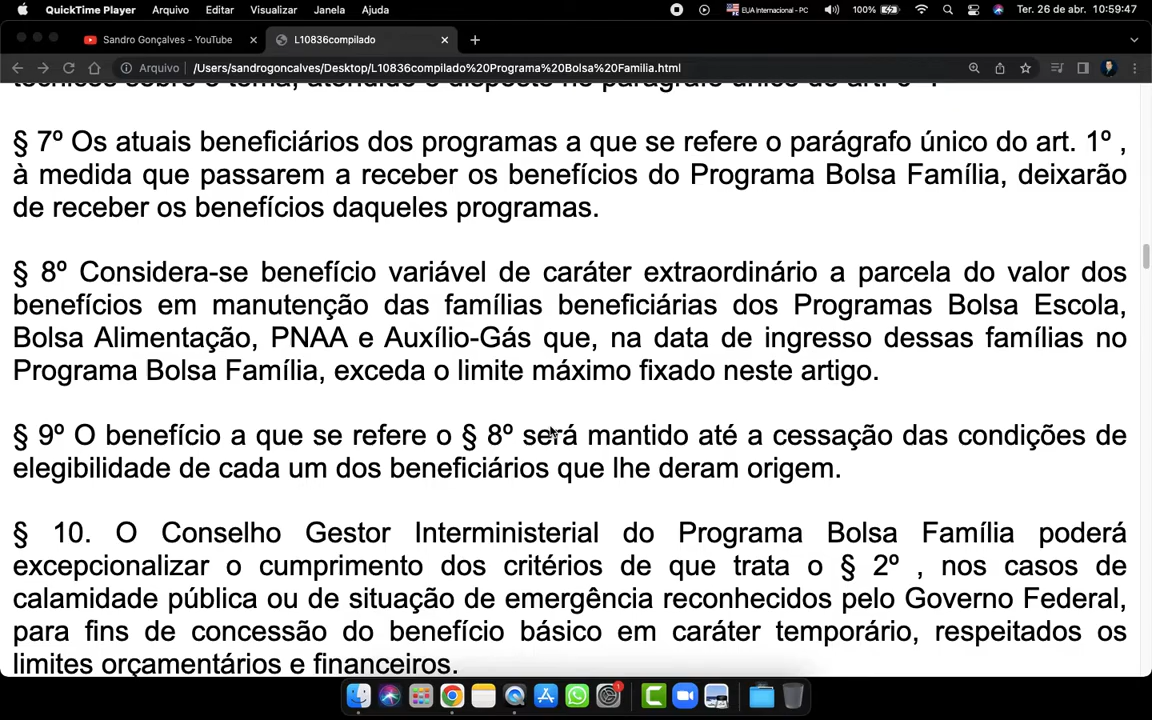 QuickTime Player Arquivo Editar Visualizar Janela Ajuda EUA Internacional - PC 100% Ter. 26 de abr. 10:59:47
Sandro Gonçalves - YouTube L10836compilado
Arquivo /Users/sandrogoncalves/Desktop/L10836compilado%20Programa%20Bolsa%20Familia.html
§ 7º Os atuais beneficiários dos programas a que se refere o parágrafo único do art. 1º ,
à medida que passarem a receber os benefícios do Programa Bolsa Família, deixarão
de receber os benefícios daqueles programas.
§ 8º Considera-se benefício variável de caráter extraordinário a parcela do valor dos
benefícios em manutenção das famílias beneficiárias dos Programas Bolsa Escola,
Bolsa Alimentação, PNAA e Auxílio-Gás que, na data de ingresso dessas famílias no
Programa Bolsa Família, exceda o limite máximo fixado neste artigo.
§ 9º O benefício a que se refere o § 8º será mantido até a cessação das condições de
elegibilidade de cada um dos beneficiários que lhe deram origem.
§ 10. O Conselho Gestor Interministerial do Programa Bolsa Família poderá
excepcionalizar o cumprimento dos critérios de que trata o § 2º , nos casos de
calamidade pública ou de situação de emergência reconhecidos pelo Governo Federal,
para fins de concessão do benefício básico em caráter temporário, respeitados os
limites orçamentários e financeiros.